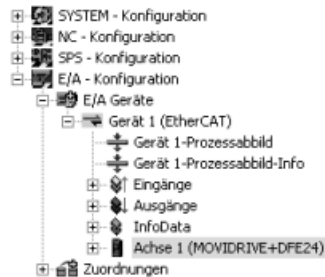 SYSTEM - Konfiguration
NC - Konfiguration
SPS - Konfiguration
E/A - Konfiguration
E/A Geräte
Gerät 1 (EtherCAT)
Gerät 1-Prozessabbild
Gerät 1-Prozessabbild-Info
Eingänge
Ausgänge
InfoData
Achse 1 (MOVIDRIVE+DFE24)
Zuordnungen